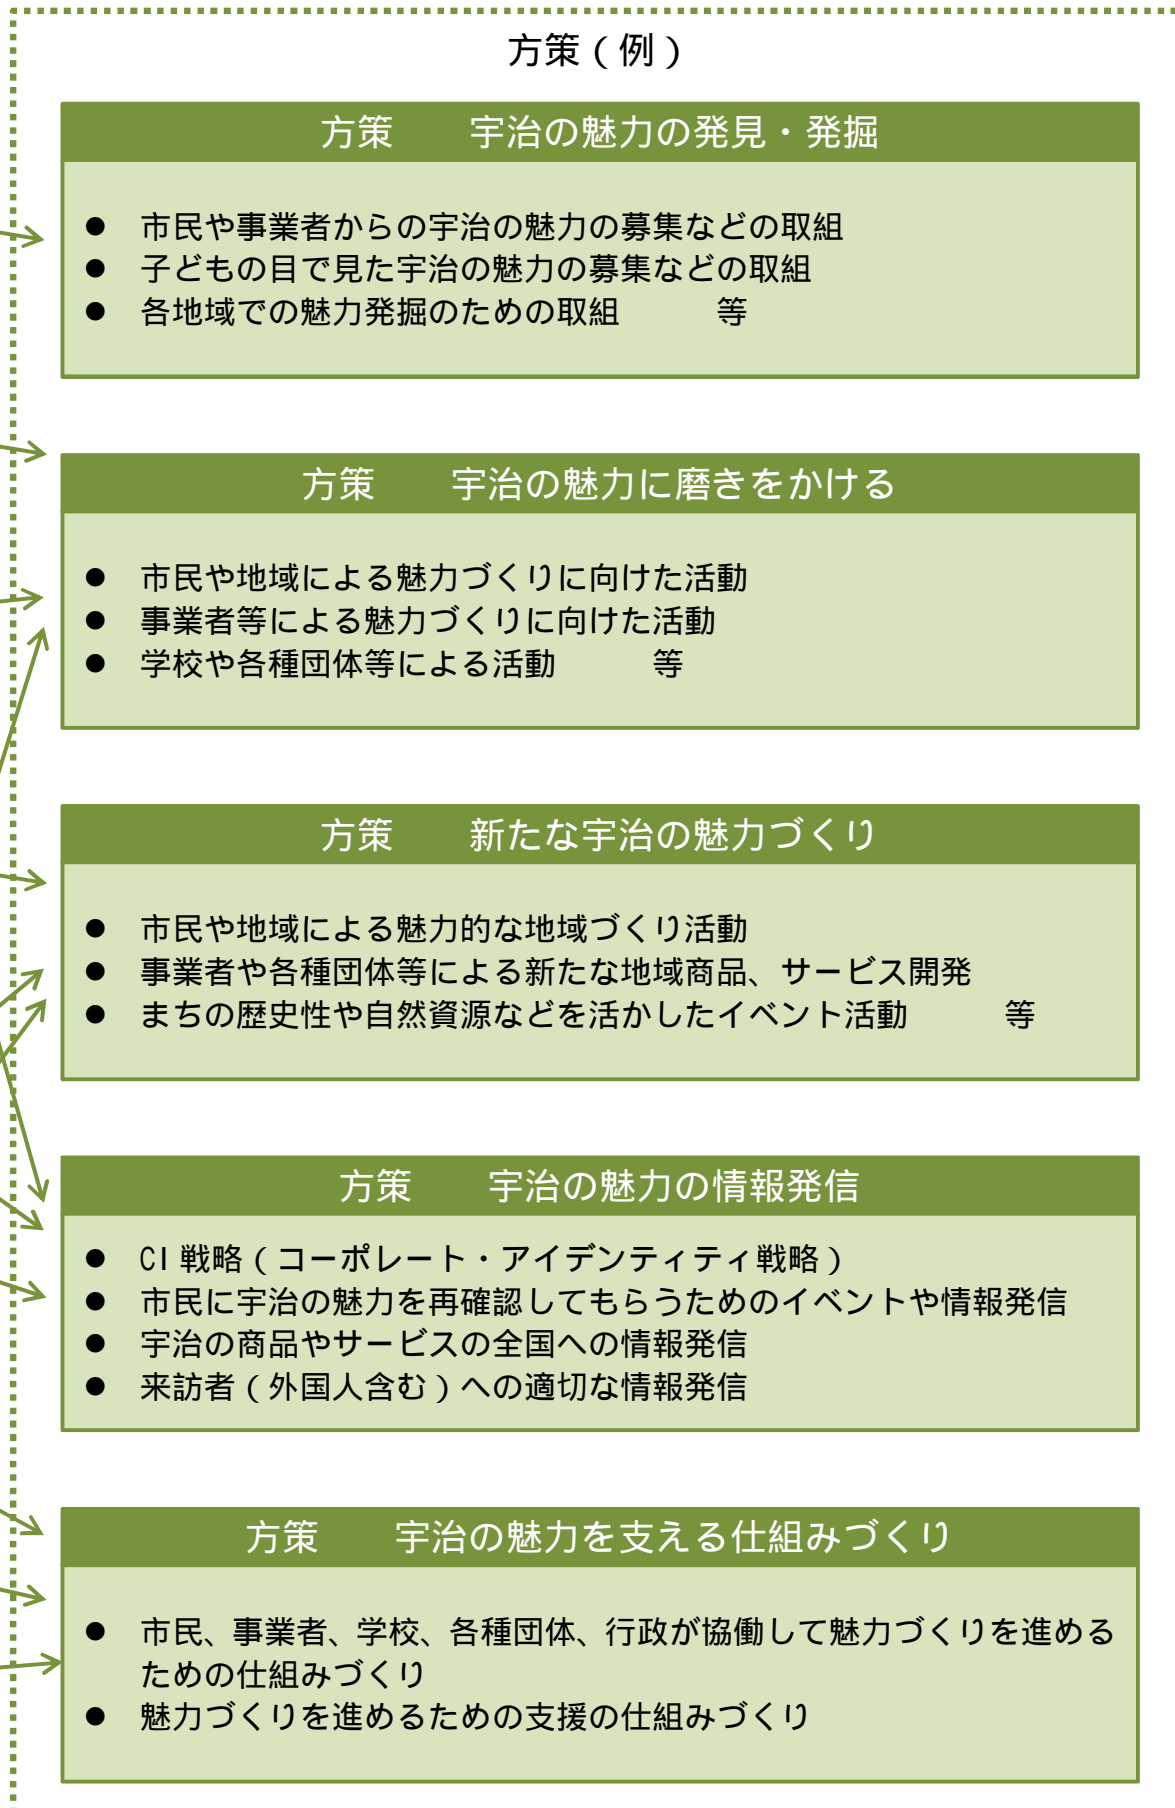 方策（例）
方策　　宇治の魅力の発見・発掘
● 市民や事業者からの宇治の魅力の募集などの取組
● 子どもの目で見た宇治の魅力の募集などの取組
● 各地域での魅力発掘のための取組　　　等
方策　　宇治の魅力に磨きをかける
● 市民や地域による魅力づくりに向けた活動
● 事業者等による魅力づくりに向けた活動
● 学校や各種団体等による活動　　　等
方策　　新たな宇治の魅力づくり
● 市民や地域による魅力的な地域づくり活動
● 事業者や各種団体等による新たな地域商品、サービス開発
● まちの歴史性や自然資源などを活かしたイベント活動　　　等
方策　　宇治の魅力の情報発信
● CI戦略（コーポレート・アイデンティティ戦略）
● 市民に宇治の魅力を再確認してもらうためのイベントや情報発信
● 宇治の商品やサービスの全国への情報発信
● 来訪者（外国人含む）への適切な情報発信
方策　　宇治の魅力を支える仕組みづくり
● 市民、事業者、学校、各種団体、行政が協働して魅力づくりを進める
ための仕組みづくり
● 魅力づくりを進めるための支援の仕組みづくり